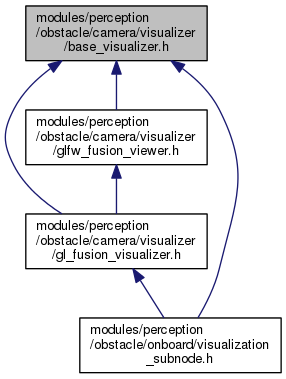 modules/perception
/obstacle/camera/visualizer
/base_visualizer.h
modules/perception
/obstacle/camera/visualizer
/glfw_fusion_viewer.h
modules/perception
/obstacle/camera/visualizer
/gl_fusion_visualizer.h
modules/perception
/obstacle/onboard/visualization
_subnode.h